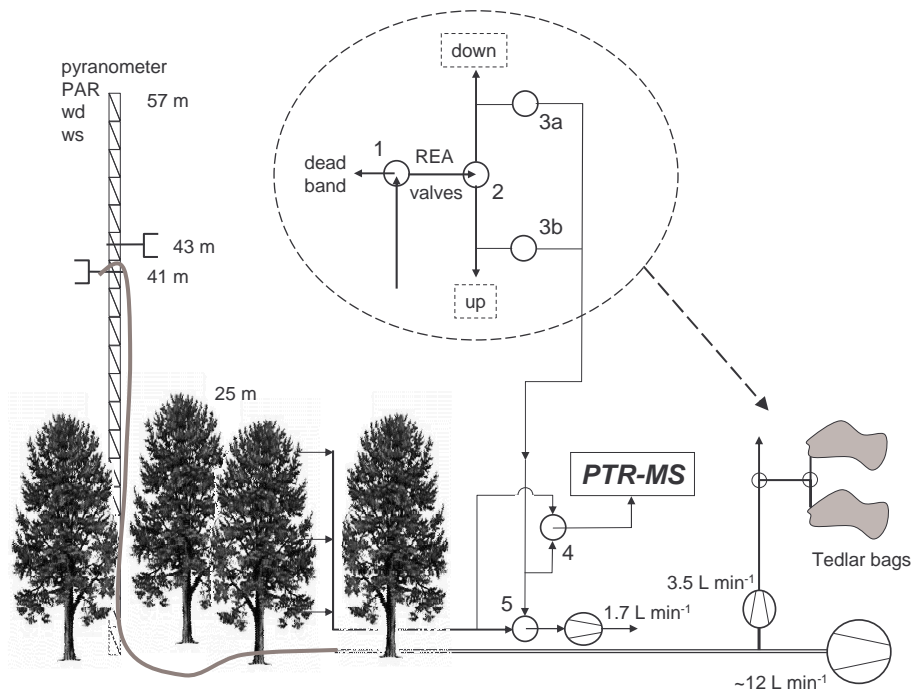 down
pyranometer
PAR
wd
ws
57 m
3a
1
REA
dead
band
valves
2
3b
43 m
41 m
up
25 m
PTR-MS
4
Tedlar bags
3.5 L min-1
5
1.7 L min-1
~12 L min-1